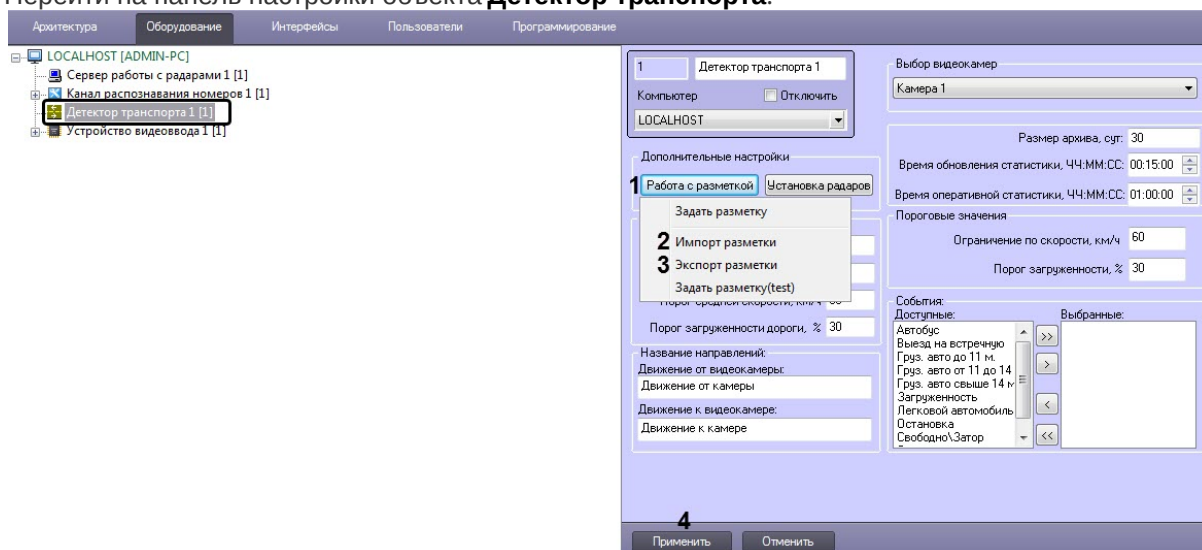 Перейти на панель настройки объекта Детектор транспорта.
Архитектура Оборудование Интерфейсы Пользователи Программирование
LOCALHOST [ADMIN-PC]
Сервер работы с радарами 1 [1]
Канал распознавания номеров 1 [1]
Детектор транспорта 1 [1]
Устройство видеоввода 1 [1]
1 Детектор транспорта 1
Компьютер Отключить
LOCALHOST
Дополнительные настройки
1 Работа с разметкой Установка радаров
Задать разметку
2 Импорт разметки
3 Экспорт разметки
Задать разметку(test)
Порог средней скорости, км/ч
Порог загруженности дороги, % 30
Название направлений:
Движение от видеокамеры:
Движение от камеры
Движение к видеокамере:
Движение к камере
Выбор видеокамер
Камера 1
Размер архива, сут: 30
Время обновления статистики, ЧЧ:ММ:СС: 00:15:00
Время оперативной статистики, ЧЧ:ММ:СС: 01:00:00
Пороговые значения
Ограничение по скорости, км/ч 60
Порог загруженности, % 30
События:
Доступные: Выбранные:
Автобус
Выезд на встречную
Груз. авто до 11 м.
Груз. авто от 11 до 14
Груз. авто свыше 14 м
Загруженность
Легковой автомобиль
Остановка
Свободно\Затор
>>
>
<
<<
4
Применить Отменить